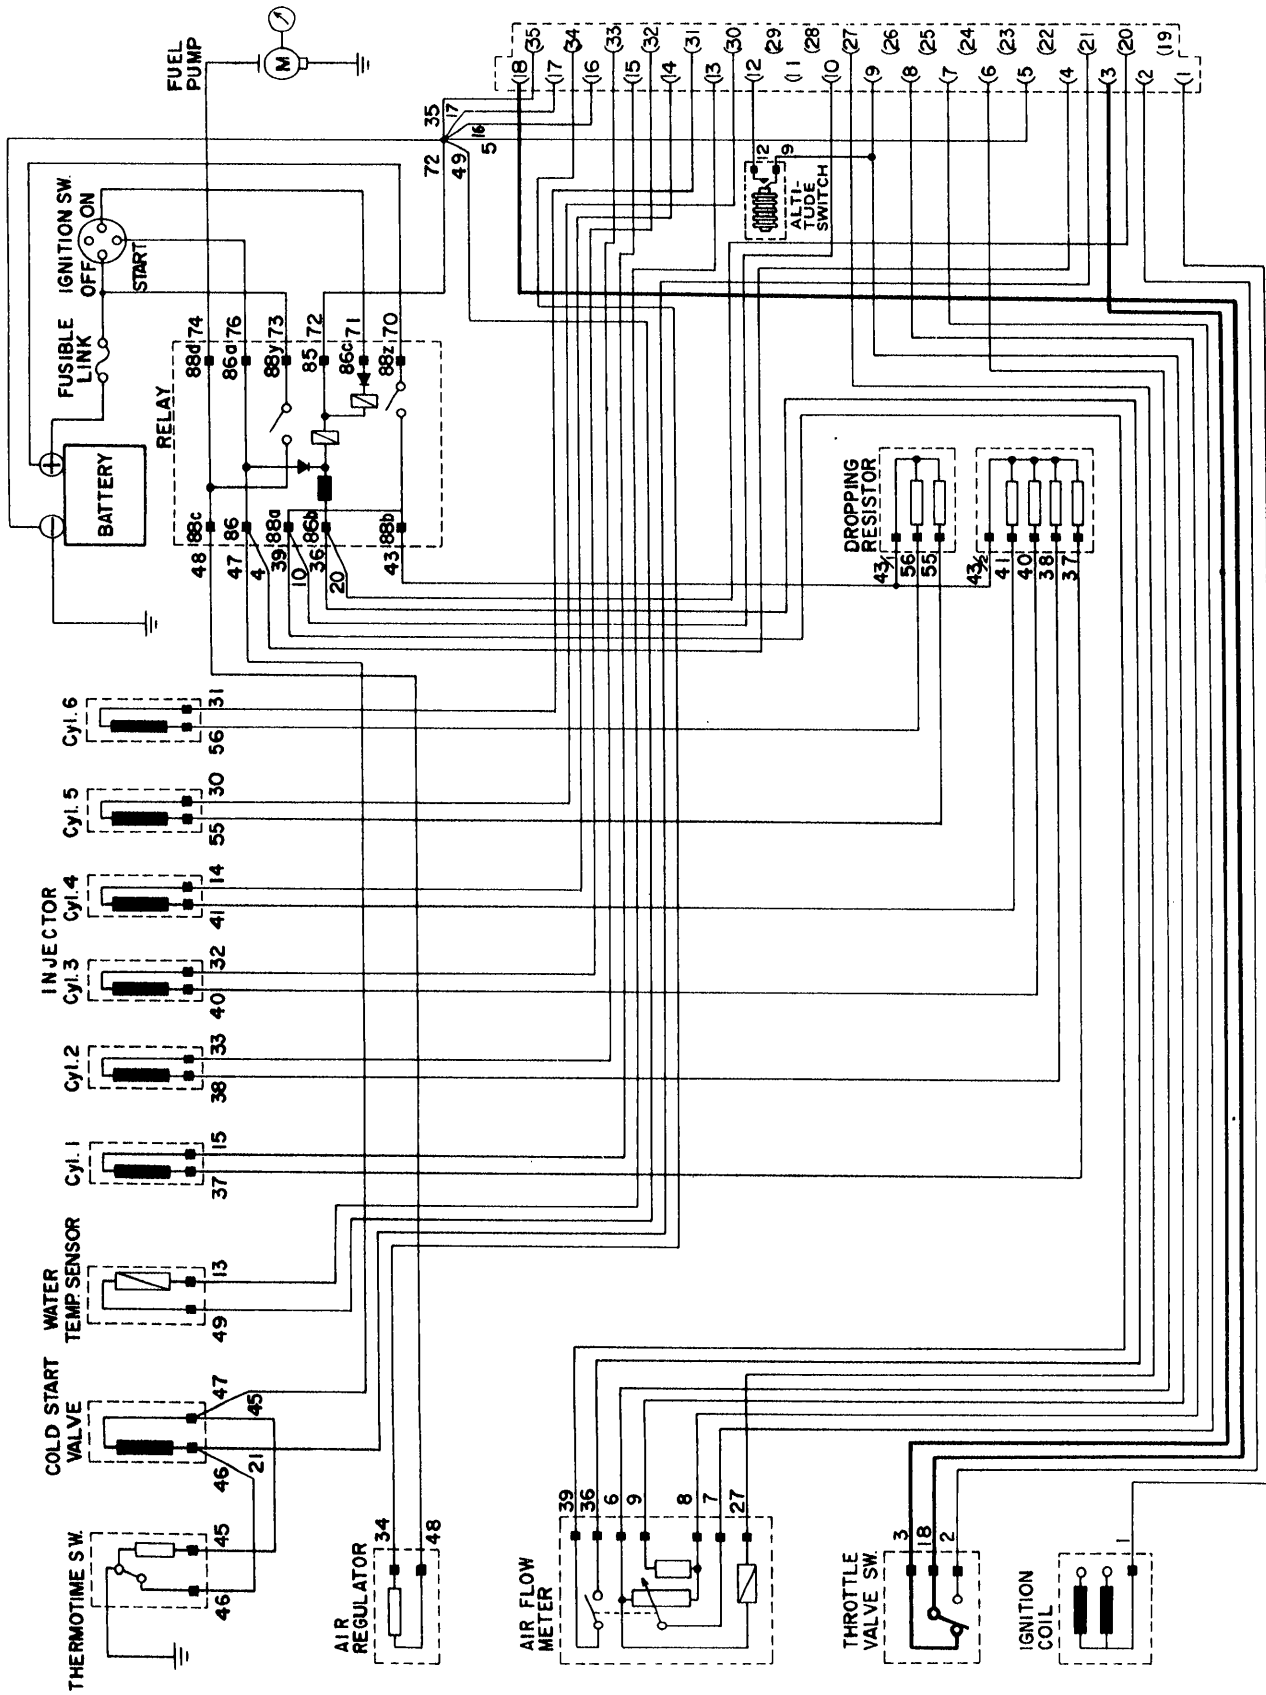 THERMOTIME SW.
46
45
COLD START
VALVE
46
21
47
45
WATER
TEMP. SENSOR
49
13
INJECTOR
Cyl. 1
37
15
Cyl. 2
38
33
Cyl. 3
40
32
Cyl. 4
41
14
Cyl. 5
55
30
Cyl. 6
56
31
BATTERY
FUSIBLE
LINK
IGNITION SW.
OFF
ON
START
FUEL
PUMP
M
RELAY
48
88c
88d
74
47
4
86
86a
76
39
10
88a
88y
73
36
20
86b
85
72
86c
71
43
88b
88z
70
72
35
17
16
49
5
AIR
REGULATOR
34
48
AIR FLOW
METER
39
36
6
9
8
7
27
THROTTLE
VALVE SW.
3
18
2
IGNITION
COIL
1
DROPPING
RESISTOR
43/1
56
55
43/2
41
40
38
37
ALTI-
TUDE
SWITCH
12
9
18
17
16
15
14
13
12
11
10
9
8
7
6
5
4
3
2
1
35
34
33
32
31
30
29
28
27
26
25
24
23
22
21
20
19